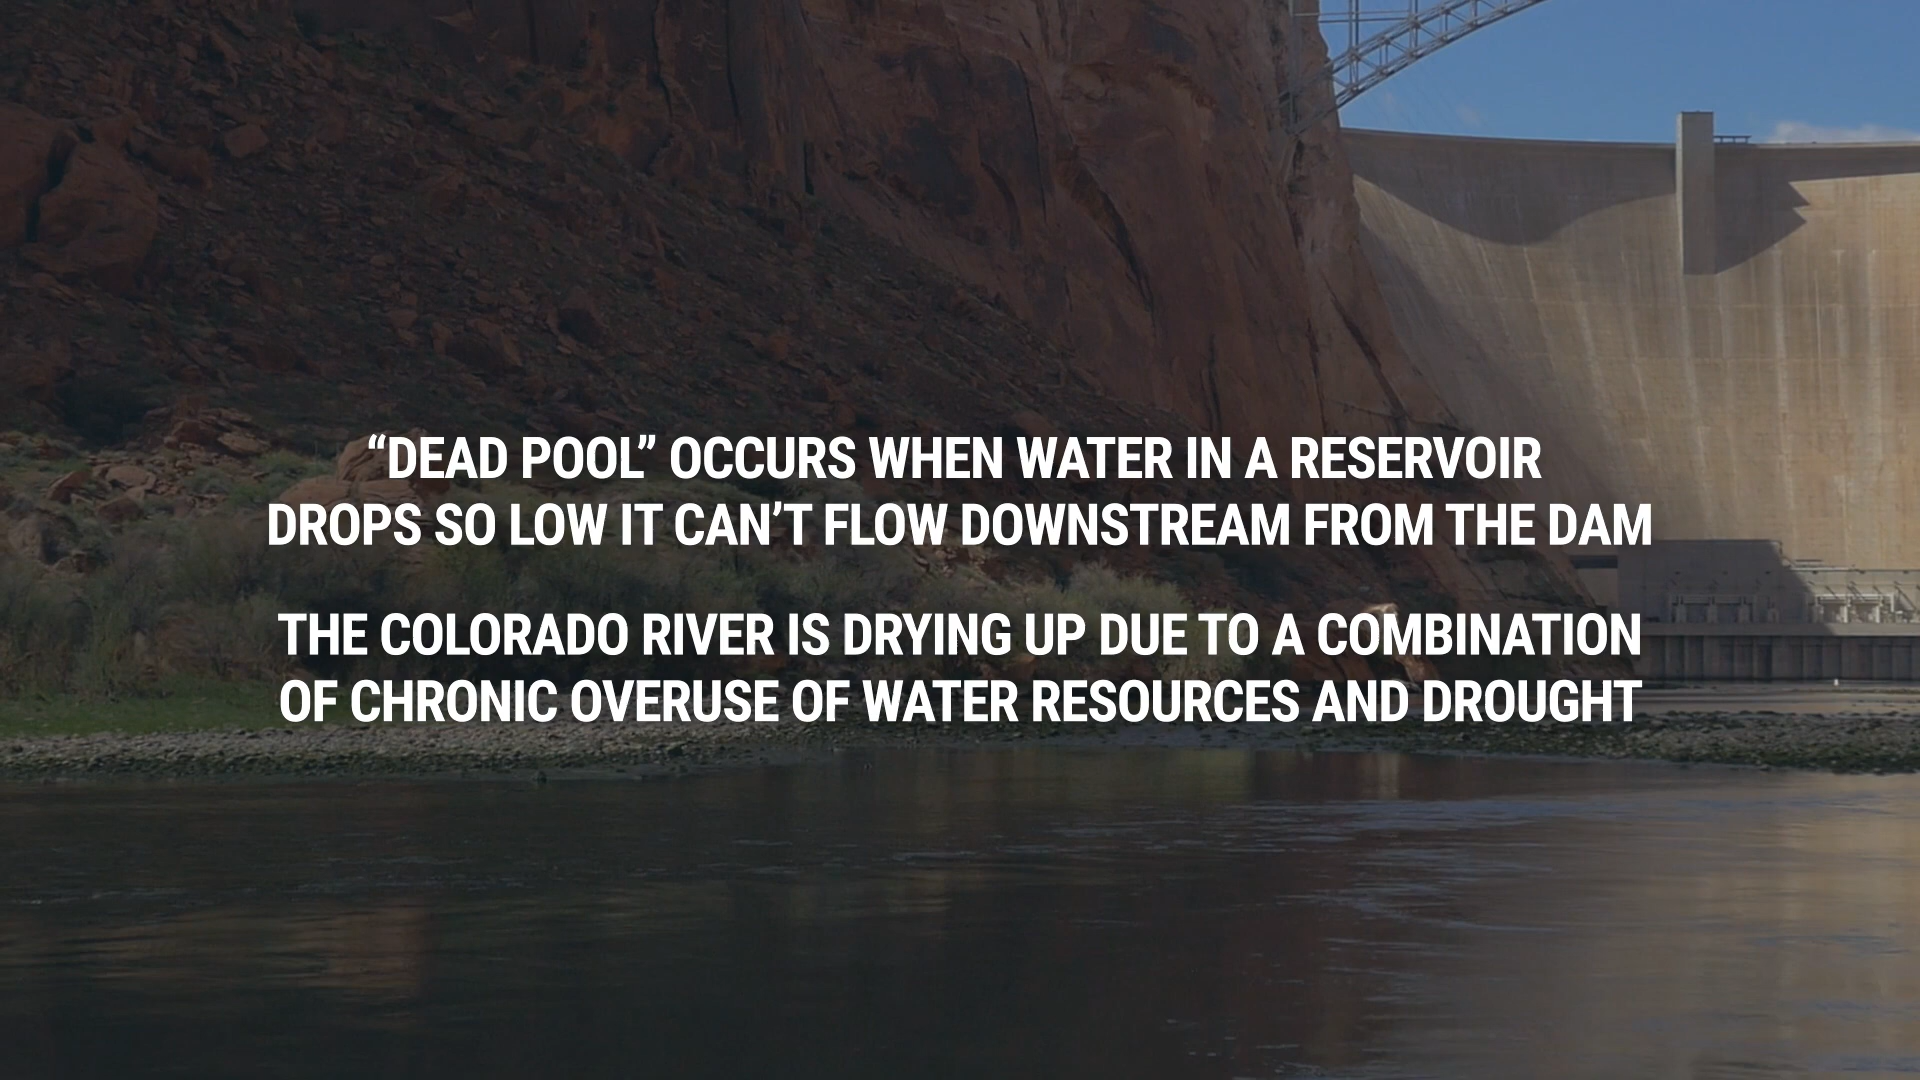 “DEAD POOL” OCCURS WHEN WATER IN A RESERVOIR
DROPS SO LOW IT CAN’T FLOW DOWNSTREAM FROM THE DAM
THE COLORADO RIVER IS DRYING UP DUE TO A COMBINATION
OF CHRONIC OVERUSE OF WATER RESOURCES AND DROUGHT